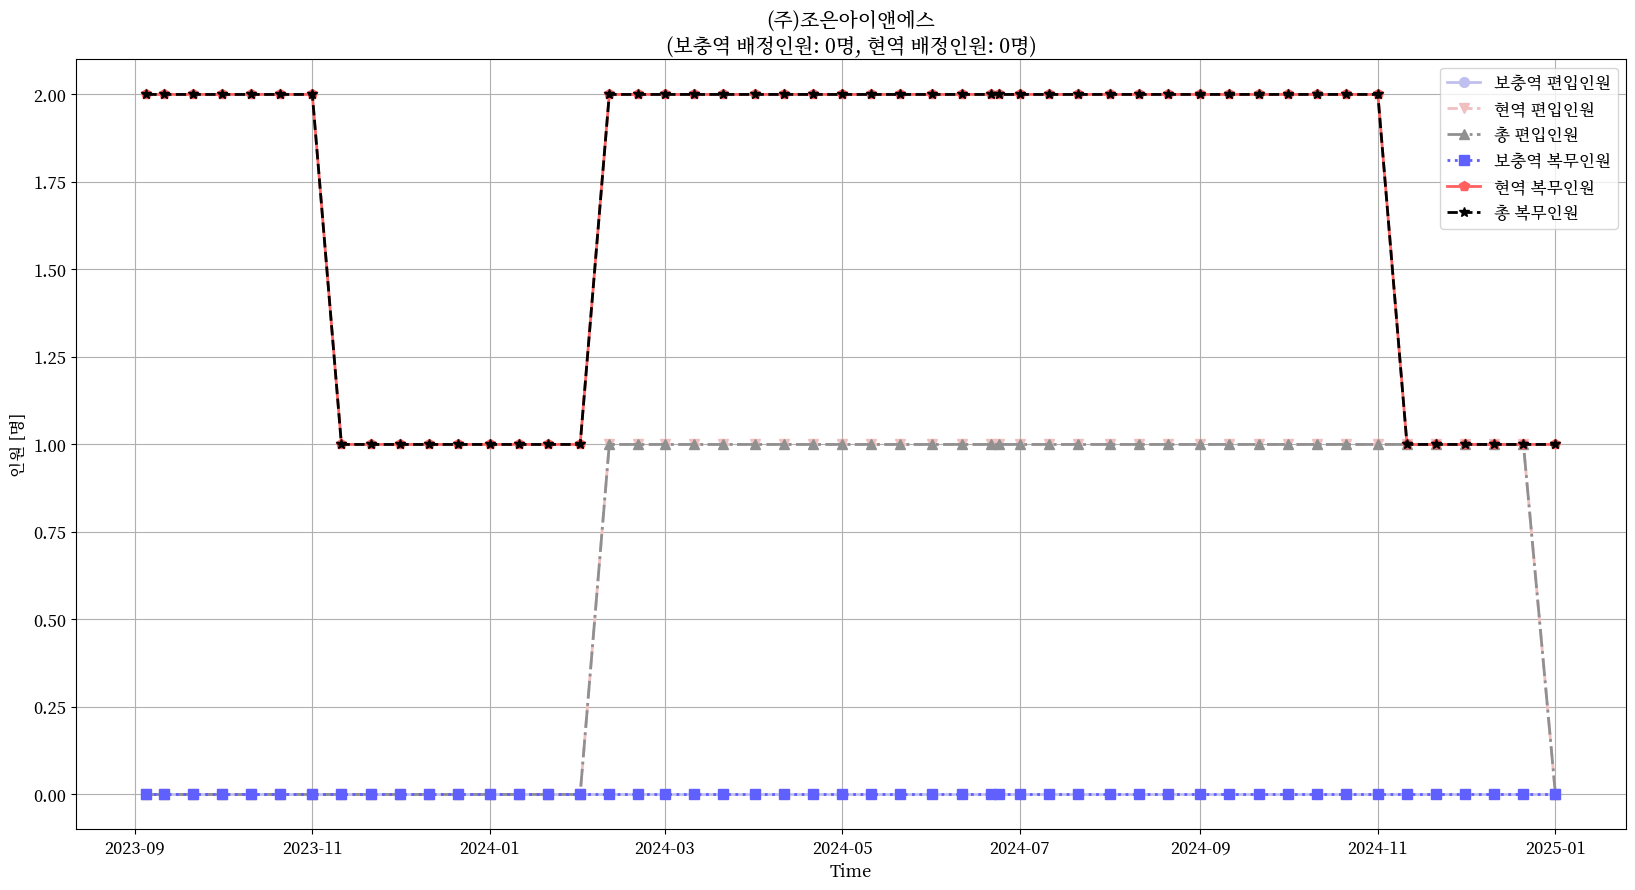 (주)조은아이앤에스
(보충역 배정인원: 0명, 현역 배정인원: 0명)
보충역 편입인원
현역 편입인원
총 편입인원
보충역 복무인원
현역 복무인원
총 복무인원
인원 [명]
2.00
1.75
1.50
1.25
1.00
0.75
0.50
0.25
0.00
2023-09 2023-11 2024-01 2024-03 2024-05 2024-07 2024-09 2024-11 2025-01
Time